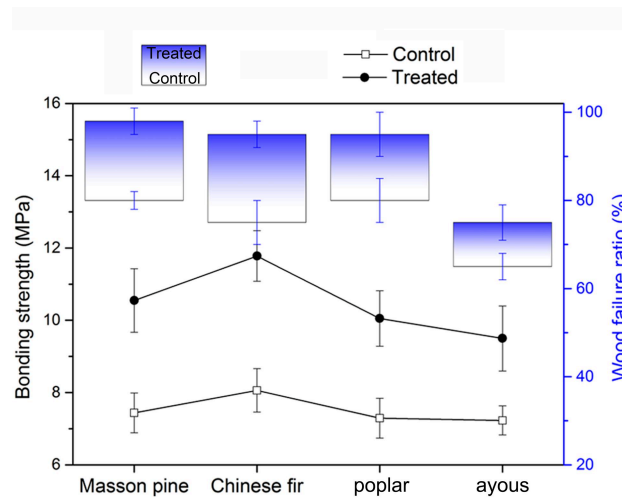 Treated
Control
Control
Treated
16
14
12
10
8
6
Bonding strength (MPa)
100
80
60
40
20
Wood failure ratio (%)
Masson pine
Chinese fir
poplar
ayous